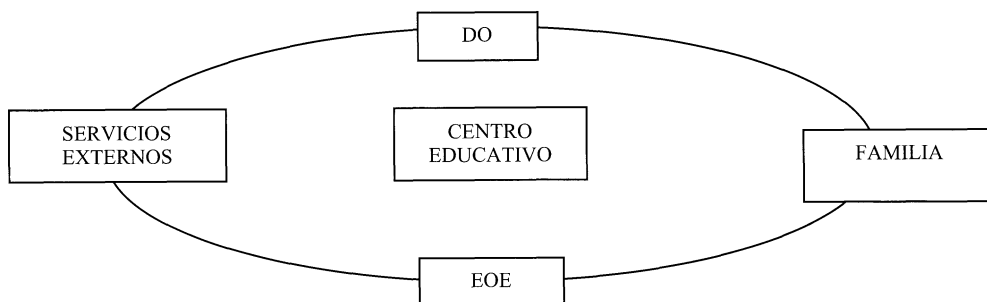 DO
SERVICIOS
EXTERNOS
CENTRO
EDUCATIVO
FAMILIA
EOE